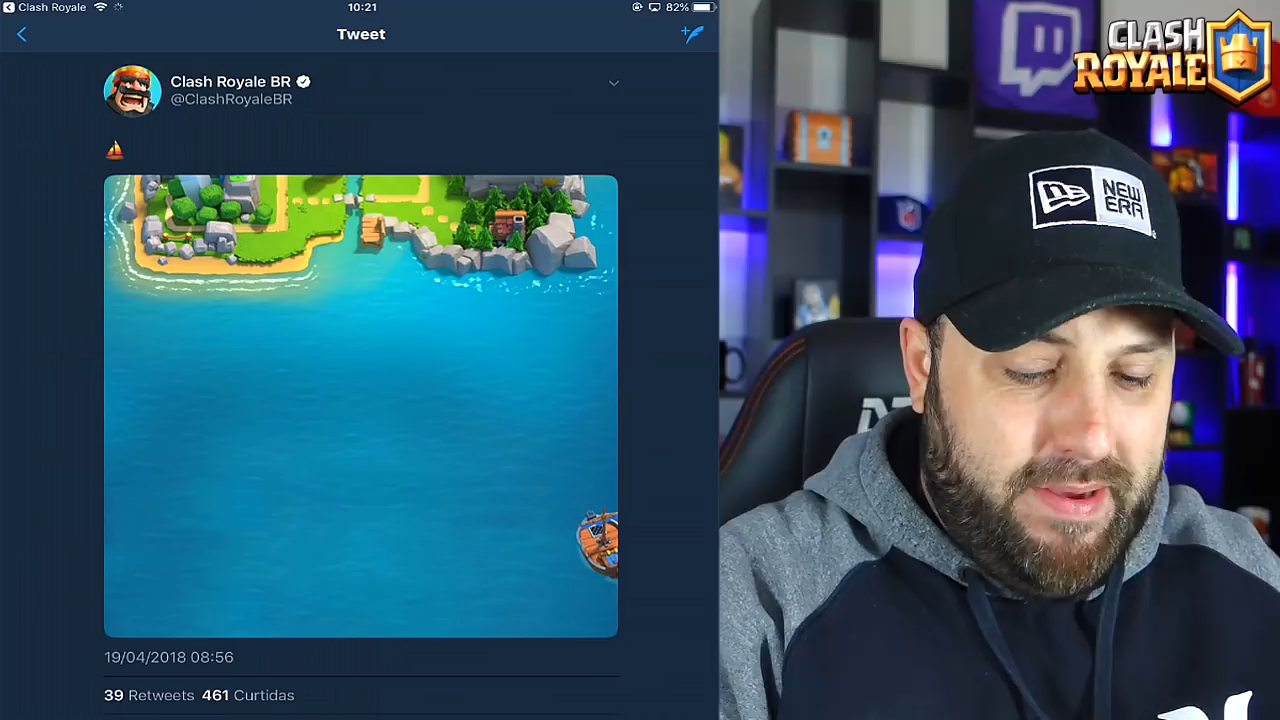 Clash Royale 10:21 82%
Tweet
Clash Royale BR
@ClashRoyaleBR
19/04/2018 08:56
39 Retweets 461 Curtidas
CLASH
ROYALE
NEW
ERA
NFL